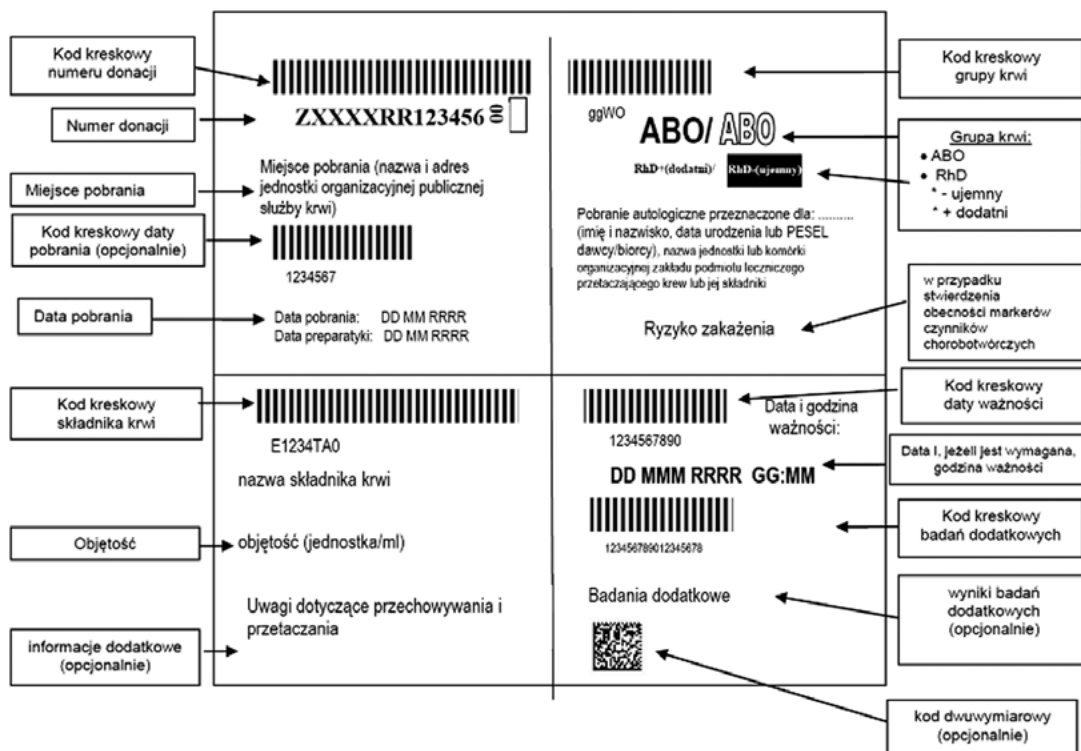 Kod kreskowy
numeru donacji
Numer donacji
Miejsce pobrania
Kod kreskowy daty
pobrania (opcjonalnie)
Data pobrania
Kod kreskowy
składnika krwi
Objętość
informacje dodatkowe
(opcjonalnie)
ZXXXXRR123456 00
Miejsce pobrania (nazwa i adres
jednostki organizacyjnej publicznej
służby krwi)
1234567
Data pobrania: DD MM RRRR
Data preparatyki: DD MM RRRR
ggWO
ABO/ ABO
RhD+(dodatni)/ RhD-(ujemny)
Pobranie autologiczne przeznaczone dla: ..........
(imię i nazwisko, data urodzenia lub PESEL
dawcy/biorcy), nazwa jednostki lub komórki
organizacyjnej zakładu podmiotu leczniczego
przetaczającego krew lub jej składniki
Ryzyko zakażenia
E1234TA0
nazwa składnika krwi
objętość (jednostka/ml)
Uwagi dotyczące przechowywania i
przetaczania
Data i godzina
ważności:
1234567890
DD MMM RRRR GG:MM
123456789012345678
Badania dodatkowe
Kod kreskowy
grupy krwi
Grupa krwi:
• ABO
• RhD
* - ujemny
* + dodatni
w przypadku
stwierdzenia
obecności markerów
czynników
chorobotwórczych
Kod kreskowy
daty ważności
Data i, jeżeli jest wymagana,
godzina ważności
Kod kreskowy
badań dodatkowych
wyniki badań
dodatkowych
(opcjonalnie)
kod dwuwymiarowy
(opcjonalnie)